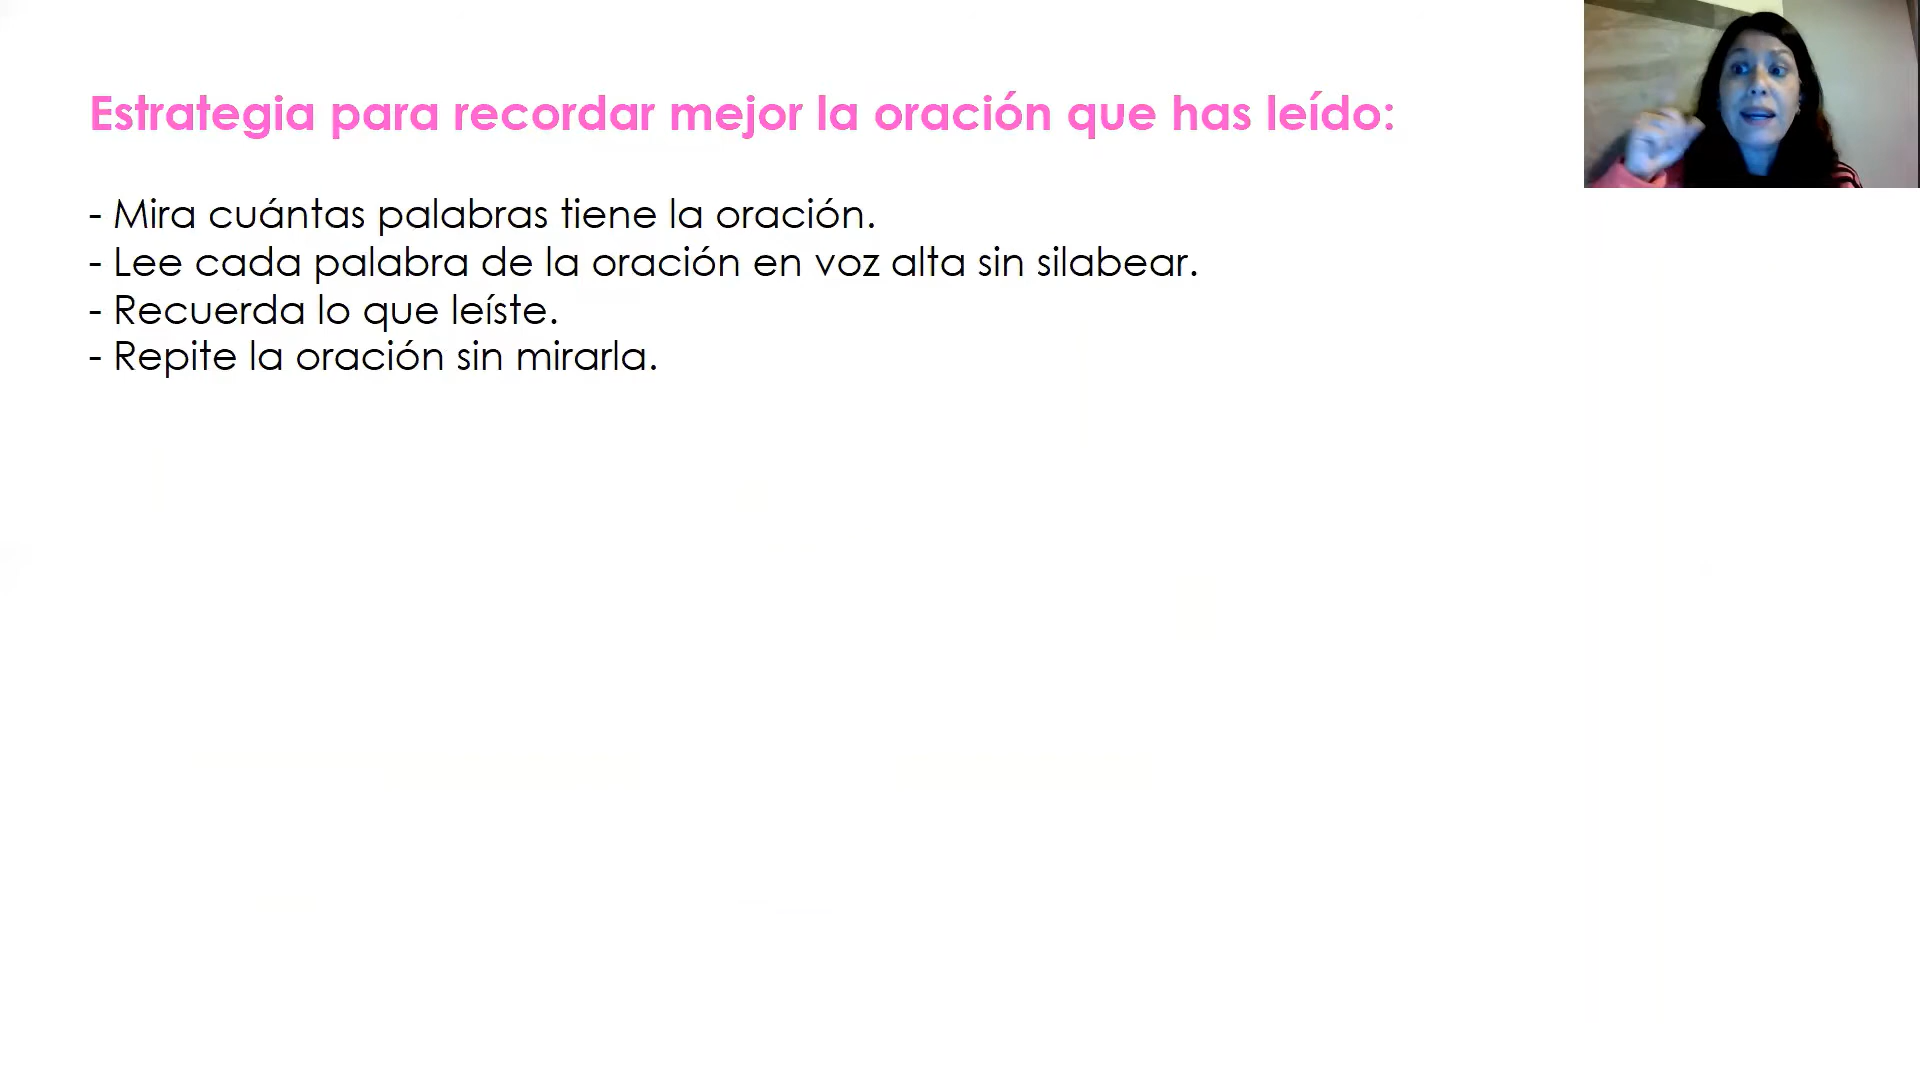 Estrategia para recordar mejor la oración que has leído:
- Mira cuántas palabras tiene la oración.
- Lee cada palabra de la oración en voz alta sin silabear.
- Recuerda lo que leíste.
- Repite la oración sin mirarla.